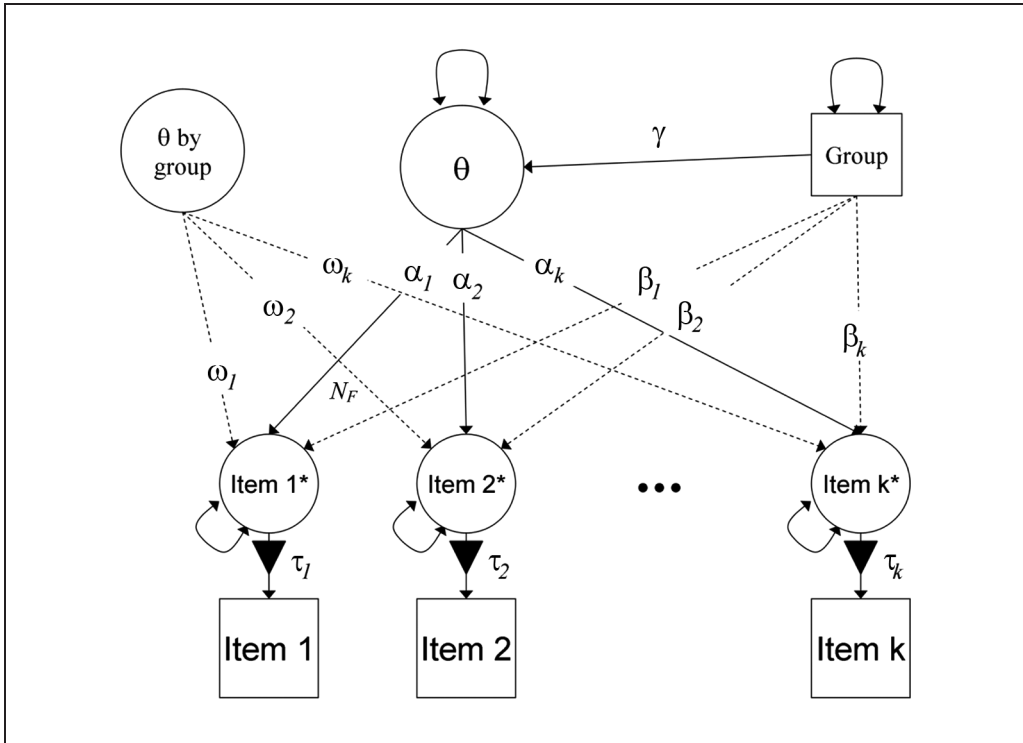 θ by
group
θ
γ
Group
ωk
α1
α2
αk
β1
ω2
β2
ω1
NF
βk
Item 1*
Item 2*
•••
Item k*
τ1
τ2
τk
Item 1
Item 2
Item k